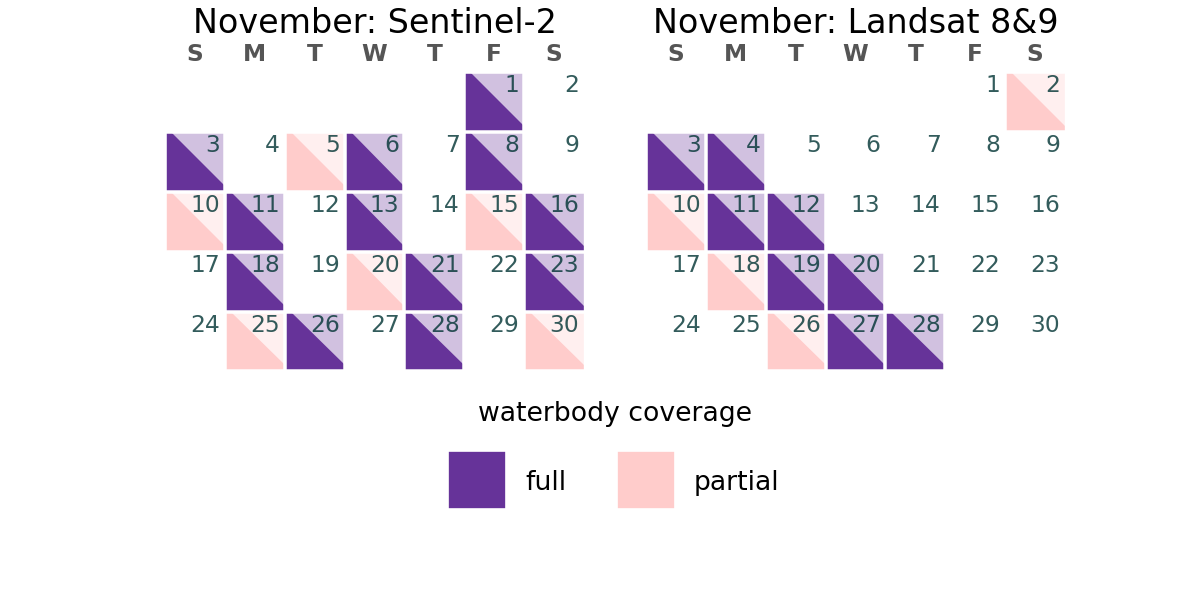 November: Sentinel-2
S M T W T F S
1 2
3 4 5 6 7 8 9
10 11 12 13 14 15 16
17 18 19 20 21 22 23
24 25 26 27 28 29 30
November: Landsat 8&9
S M T W T F S
1 2
3 4 5 6 7 8 9
10 11 12 13 14 15 16
17 18 19 20 21 22 23
24 25 26 27 28 29 30
waterbody coverage
full partial